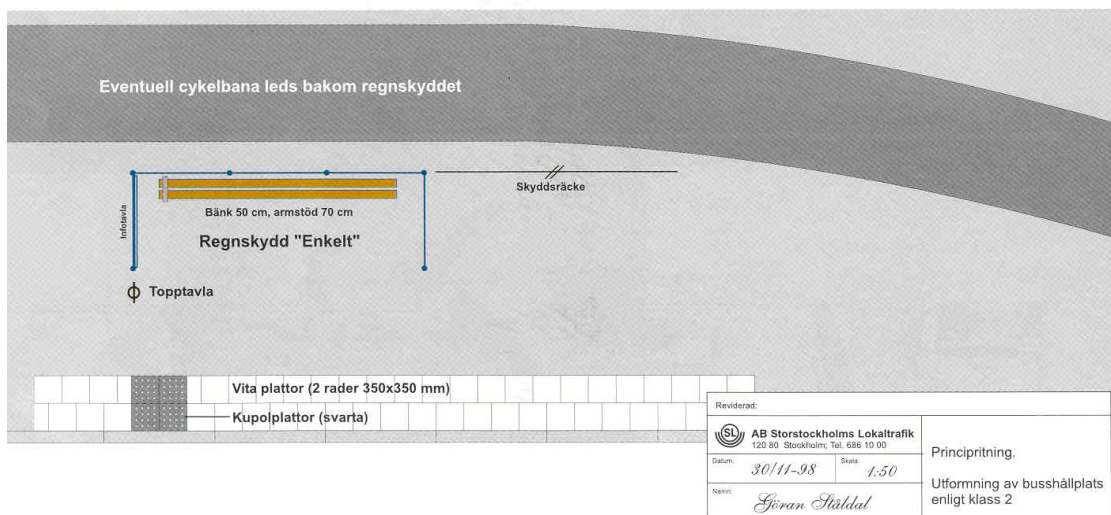 Eventuell cykelbana leds bakom regnskyddet
Skyddsräcke
Infotavla
Bänk 50 cm, armstöd 70 cm
Regnskydd "Enkelt"
Topptavla
Vita plattor (2 rader 350x350 mm)
Kupolplattor (svarta)
Reviderad:
SL
AB Storstockholms Lokaltrafik
120 80 Stockholm; Tel. 686 10 00
Datum:
30/11-98
Skala:
1:50
Namn:
Göran Ståldal
Principritning.
Utformning av busshållplats
enligt klass 2